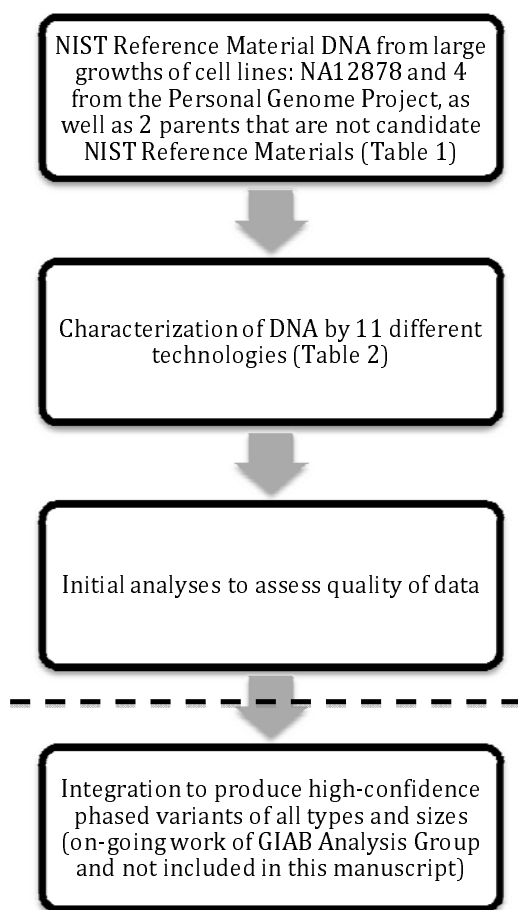 NIST Reference Material DNA from large
growths of cell lines: NA12878 and 4
from the Personal Genome Project, as
well as 2 parents that are not candidate
NIST Reference Materials (Table 1)
Characterization of DNA by 11 different
technologies (Table 2)
Initial analyses to assess quality of data
Integration to produce high-confidence
phased variants of all types and sizes
(on-going work of GIAB Analysis Group
and not included in this manuscript)